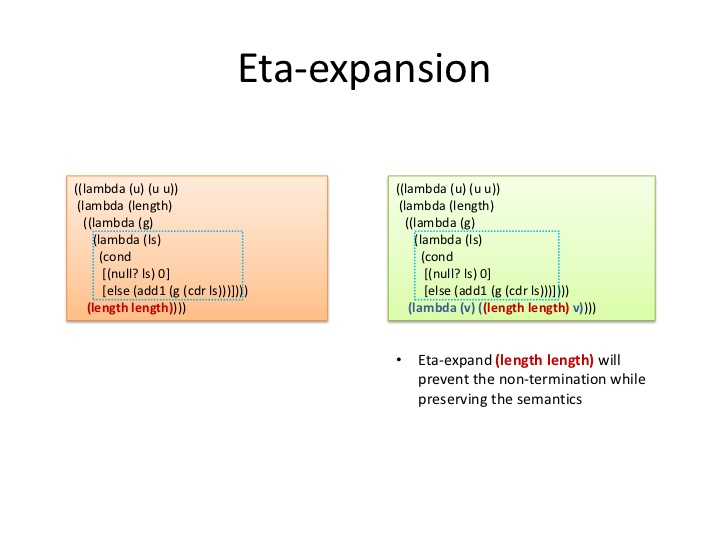 Eta-expansion
((lambda (u) (u u))
(lambda (length)
((lambda (g)
(lambda (ls)
(cond
[(null? ls) 0]
[else (add1 (g (cdr ls)))])))
(length length))))
((lambda (u) (u u))
(lambda (length)
((lambda (g)
(lambda (ls)
(cond
[(null? ls) 0]
[else (add1 (g (cdr ls)))])))
(lambda (v) ((length length) v))))
• Eta-expand (length length) will
prevent the non-termination while
preserving the semantics